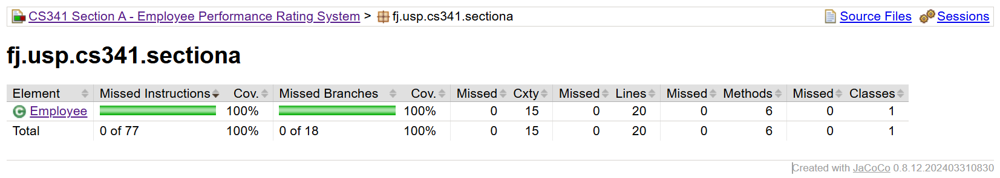 CS341 Section A - Employee Performance Rating System > fj.usp.cs341.sectiona Source Files Sessions
fj.usp.cs341.sectiona
Element Missed Instructions Cov. Missed Branches Cov. Missed Cxty Missed Lines Missed Methods Missed Classes
Employee 100% 100% 0 15 0 20 0 6 0 1
Total 0 of 77 100% 0 of 18 100% 0 15 0 20 0 6 0 1
Created with JaCoCo 0.8.12.202403310830